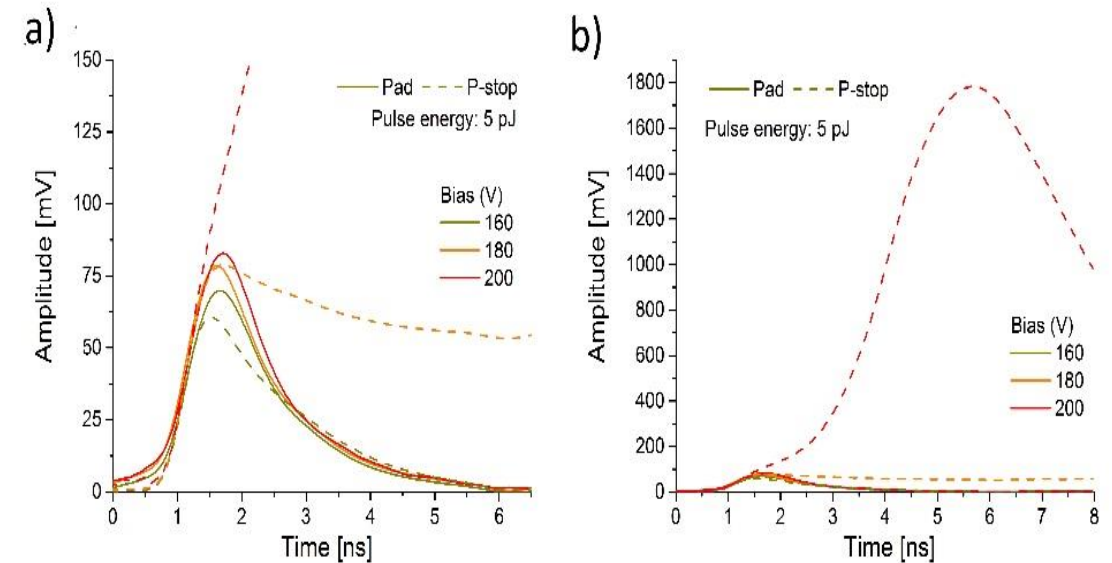 a)
150
125
100
75
50
25
0
Amplitude [mV]
Pad P-stop
Pulse energy: 5 pJ
Bias (V)
160
180
200
0 1 2 3 4 5 6
Time [ns]
b)
1800
1600
1400
1200
1000
800
600
400
200
0
Amplitude [mV]
Pad P-stop
Pulse energy: 5 pJ
Bias (V)
160
180
200
0 1 2 3 4 5 6 7 8
Time [ns]